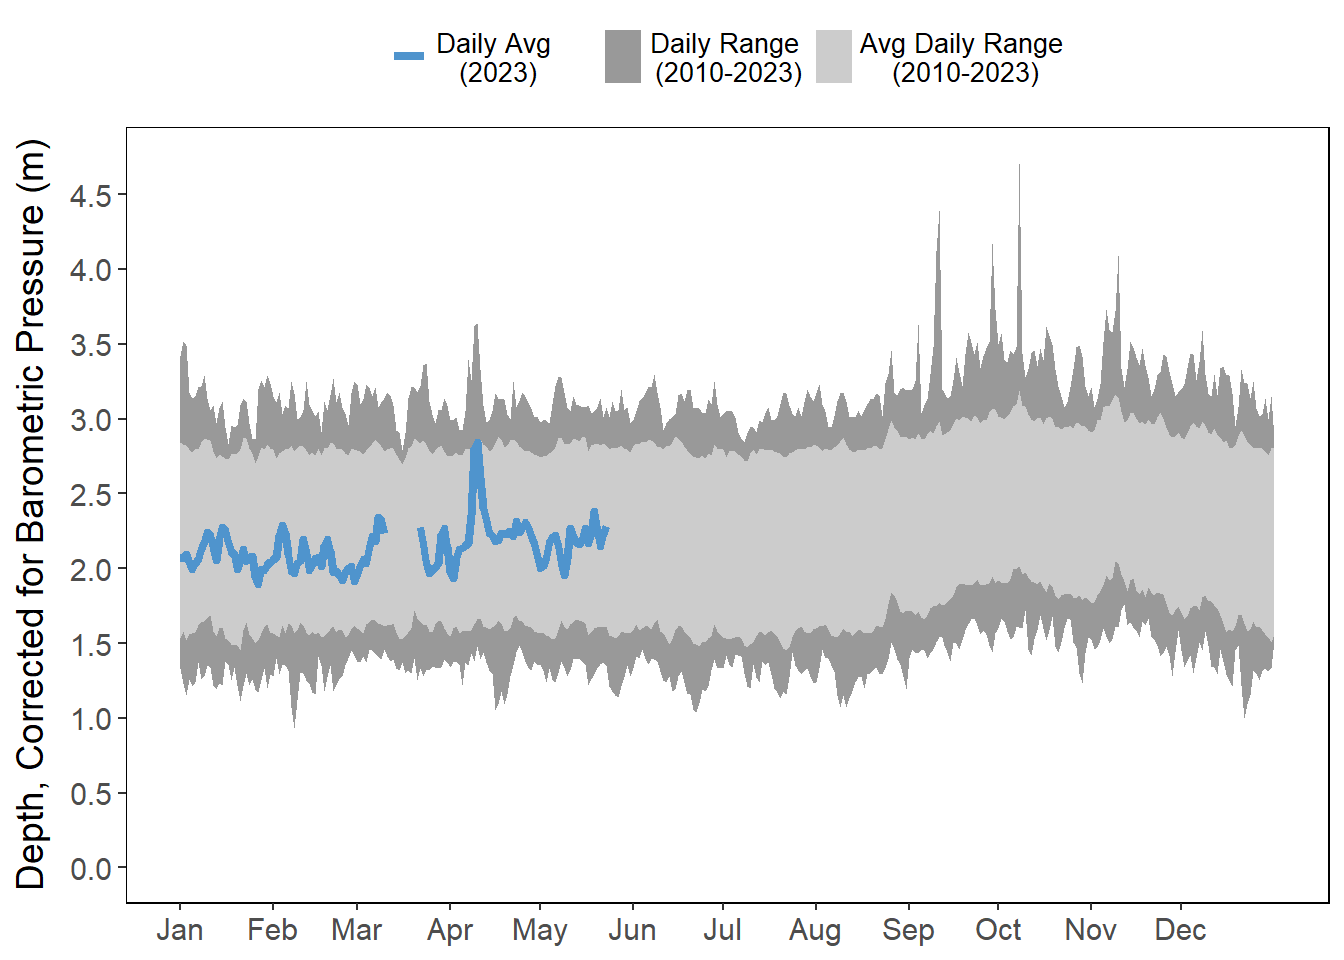 Daily Avg
(2023)
Daily Range
(2010-2023)
Avg Daily Range
(2010-2023)
Depth, Corrected for Barometric Pressure (m)
4.5
4.0
3.5
3.0
2.5
2.0
1.5
1.0
0.5
0.0
Jan Feb Mar Apr May Jun Jul Aug Sep Oct Nov Dec